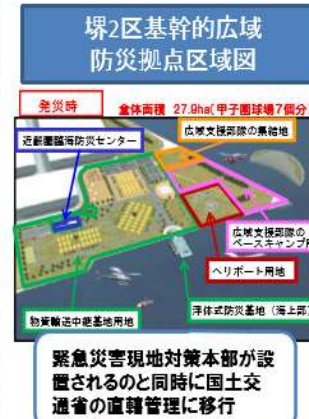 堺2区基幹的広域
防災拠点区域図
発災時
全体面積 27.9ha(甲子園球場7個分)
近畿圏臨海防災センター
広域支援部隊の集結地
広域支援部隊の
ベースキャンプ用
ヘリポート用地
物資輸送中継基地用地
浮体式防災基地(海上部)
緊急災害現地対策本部が設
置されるのと同時に国土交
通省の直轄管理に移行